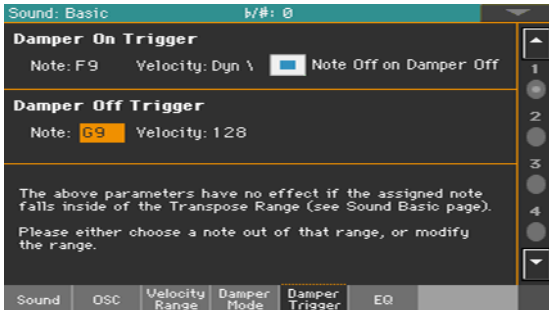 Sound: Basic b/#: 0
Damper On Trigger
Note: F9 Velocity: Dyn \ Note Off on Damper Off
Damper Off Trigger
Note: G9 Velocity: 128
The above parameters have no effect if the assigned note
falls inside of the Transpose Range (see Sound Basic page).
Please either choose a note out of that range, or modify
the range.
1
2
3
4
Sound OSC Velocity Range Damper Mode Damper Trigger EQ